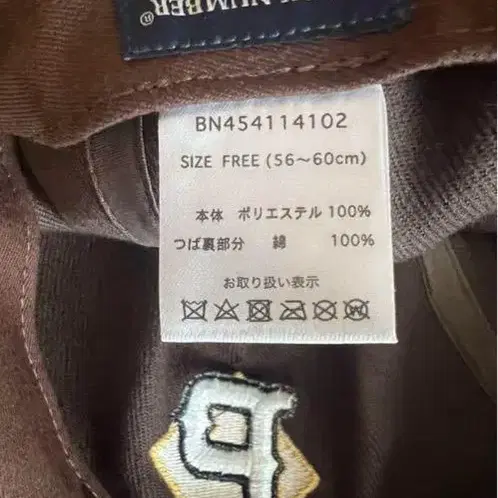 NUMBER®
BN454114102
SIZE FREE (56～60cm)
本体 ポリエステル 100%
つば裏部分 綿 100%
お取り扱い表示